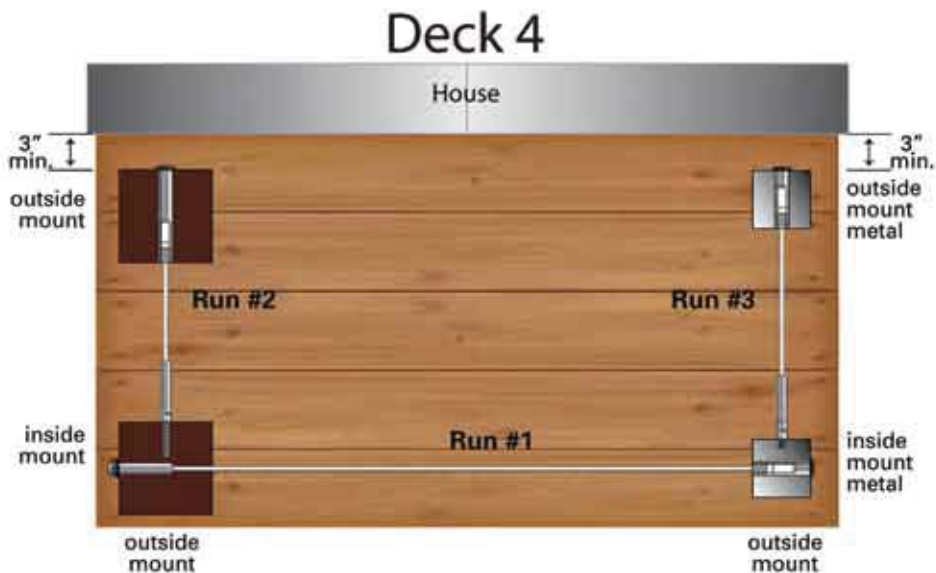 Deck 4
House
3"
min.
3"
min.
outside
mount
outside
mount
metal
Run #2
Run #3
inside
mount
Run #1
inside
mount
metal
outside
mount
outside
mount